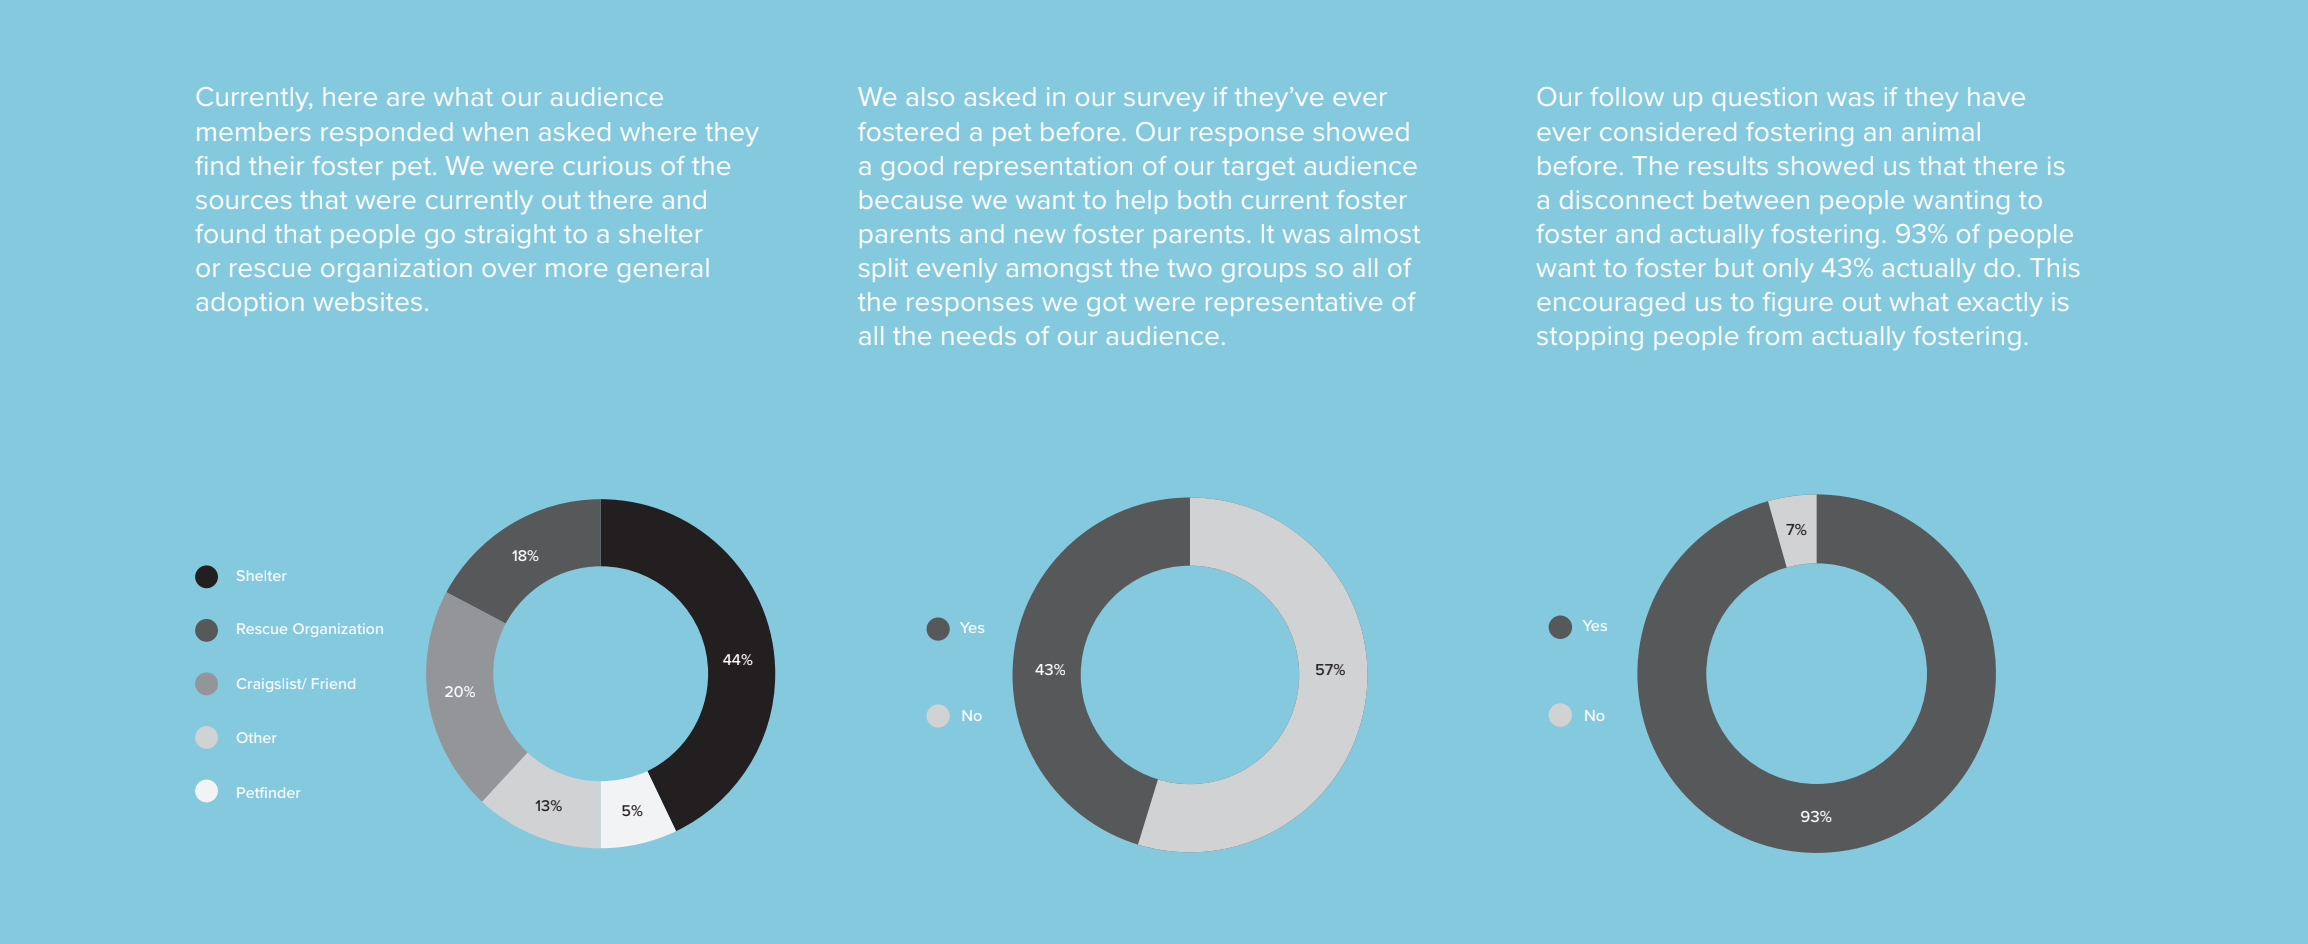 Currently, here are what our audience
members responded when asked where they
find their foster pet. We were curious of the
sources that were currently out there and
found that people go straight to a shelter
or rescue organization over more general
adoption websites.
We also asked in our survey if they’ve ever
fostered a pet before. Our response showed
a good representation of our target audience
because we want to help both current foster
parents and new foster parents. It was almost
split evenly amongst the two groups so all of
the responses we got were representative of
all the needs of our audience.
Our follow up question was if they have
ever considered fostering an animal
before. The results showed us that there is
a disconnect between people wanting to
foster and actually fostering. 93% of people
want to foster but only 43% actually do. This
encouraged us to figure out what exactly is
stopping people from actually fostering.
Shelter
Rescue Organization
Craigslist/ Friend
Other
Petfinder
18%
44%
20%
13%
5%
Yes
No
43%
57%
Yes
No
7%
93%